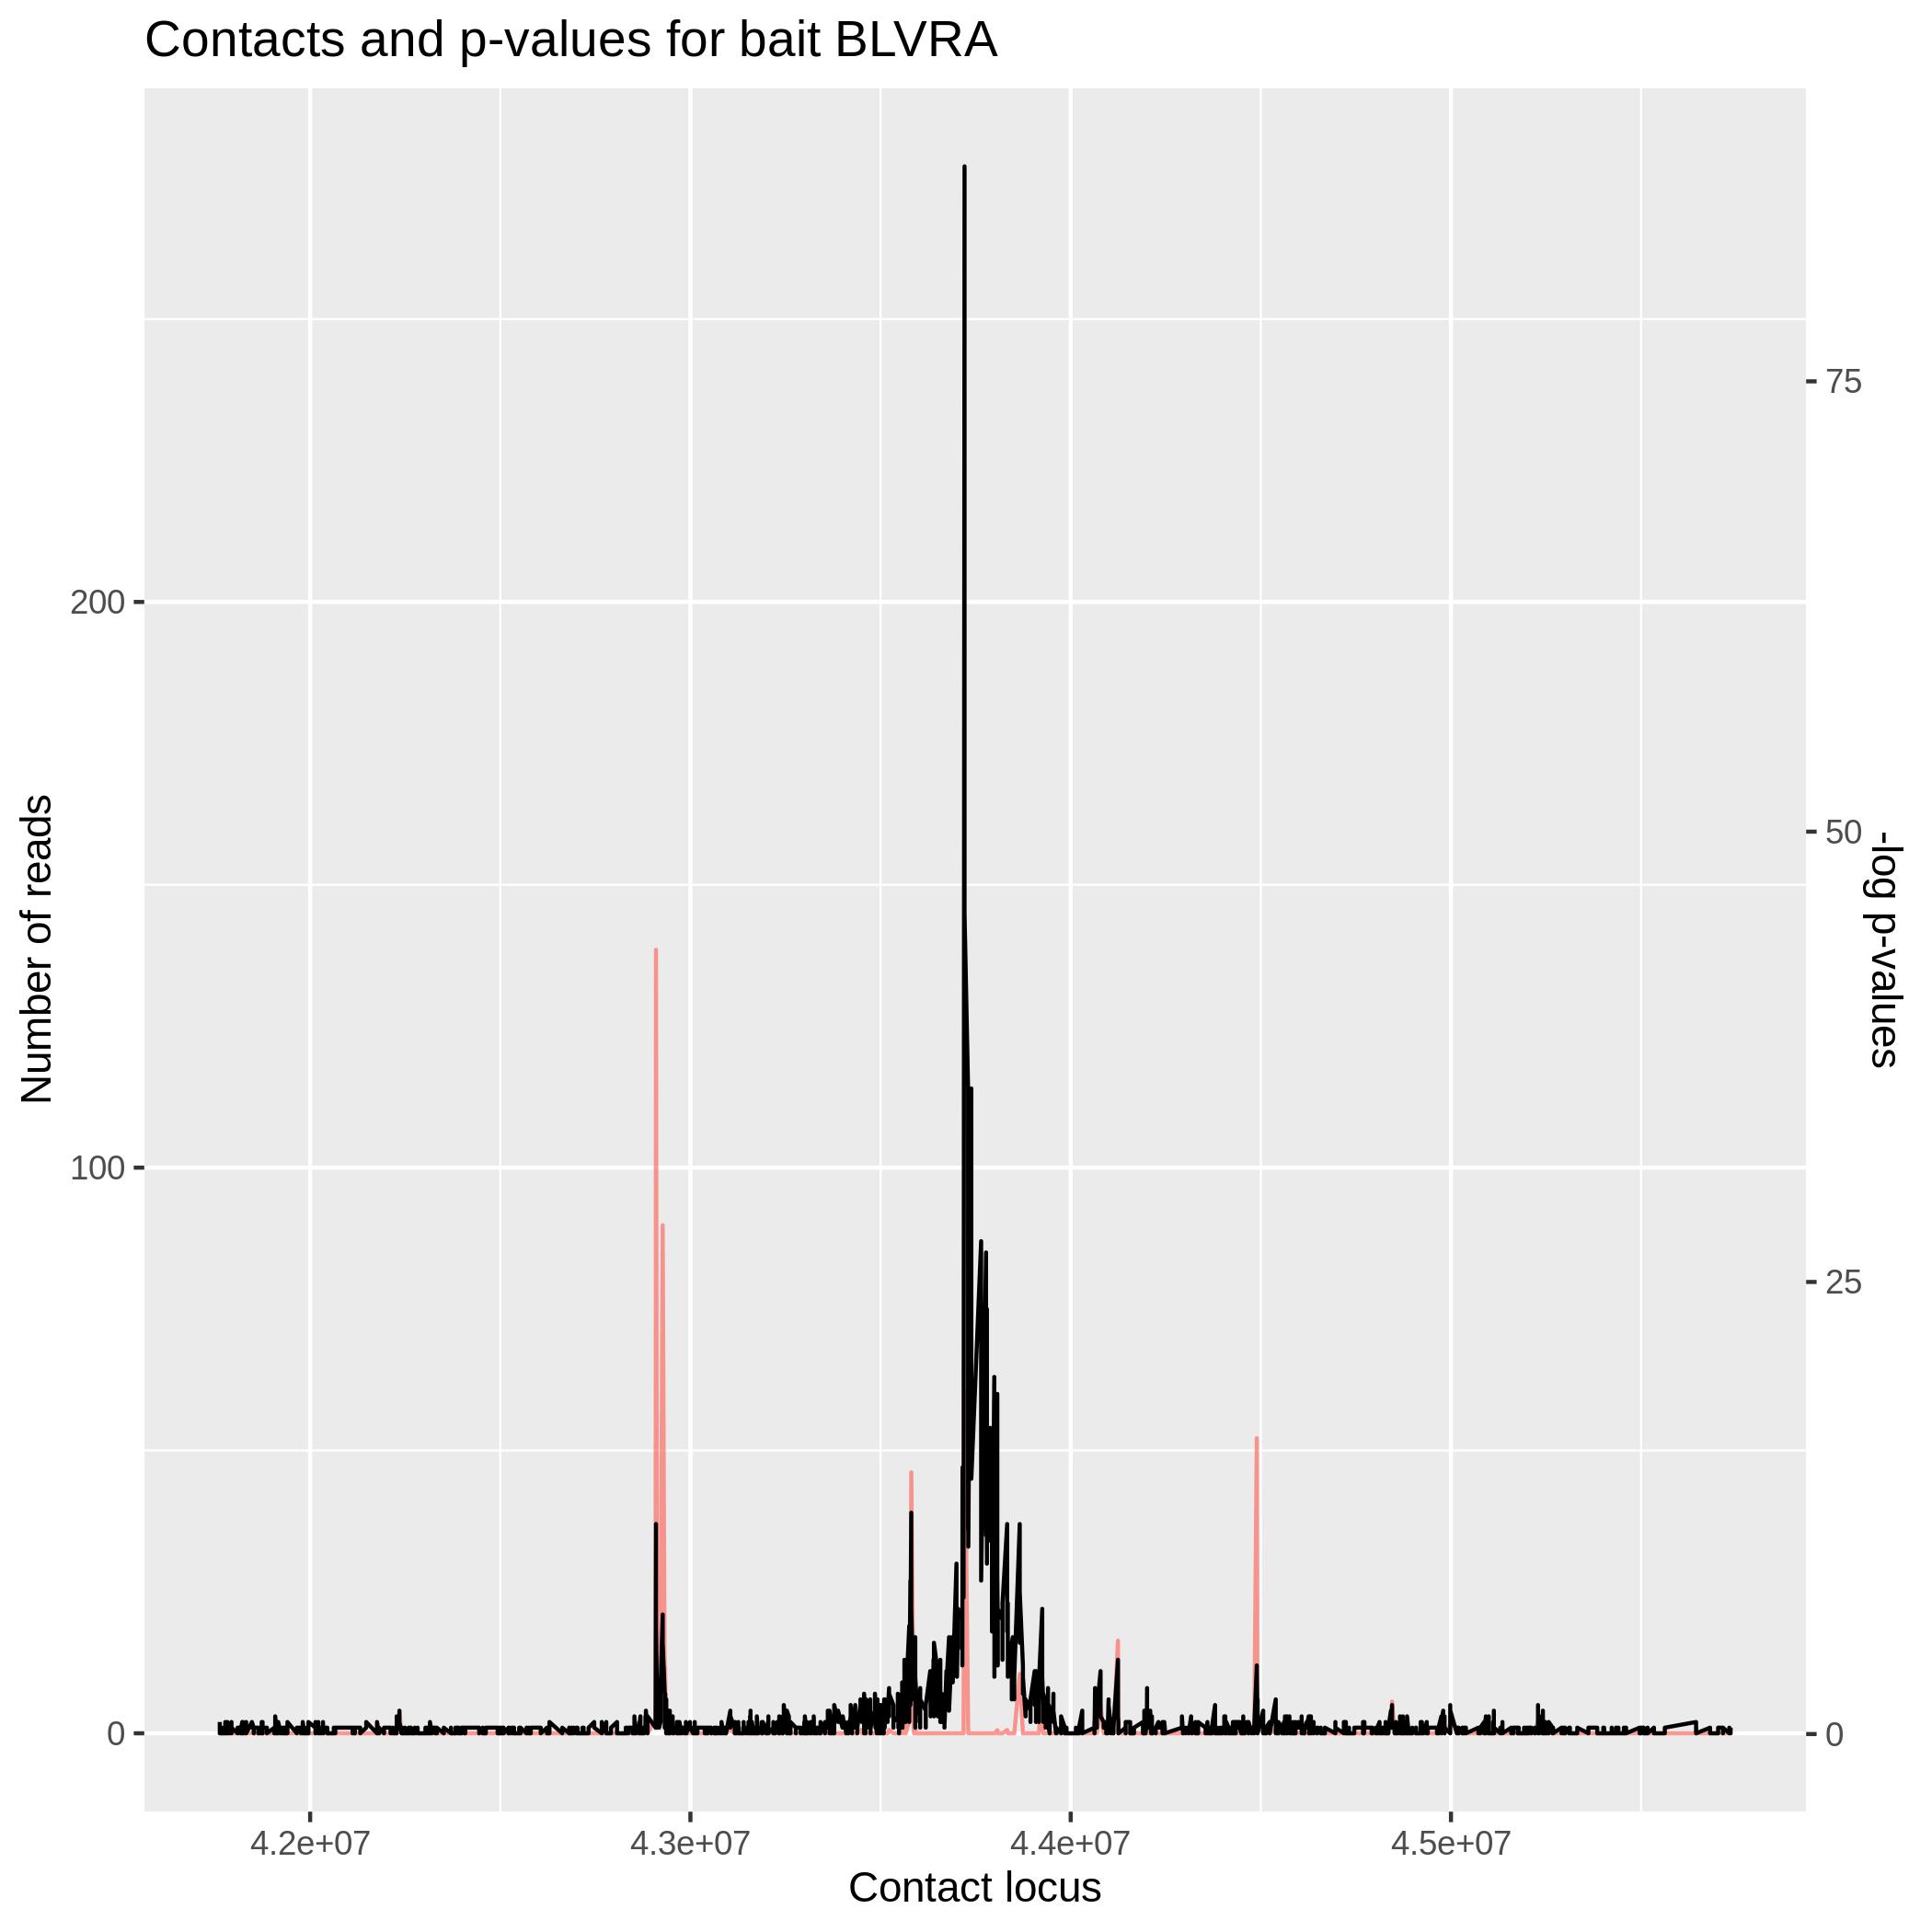 Contacts and p-values for bait BLVRA
Number of reads
200
100
0
75
50
25
0
-log p-values
4.2e+07 4.3e+07 4.4e+07 4.5e+07
Contact locus